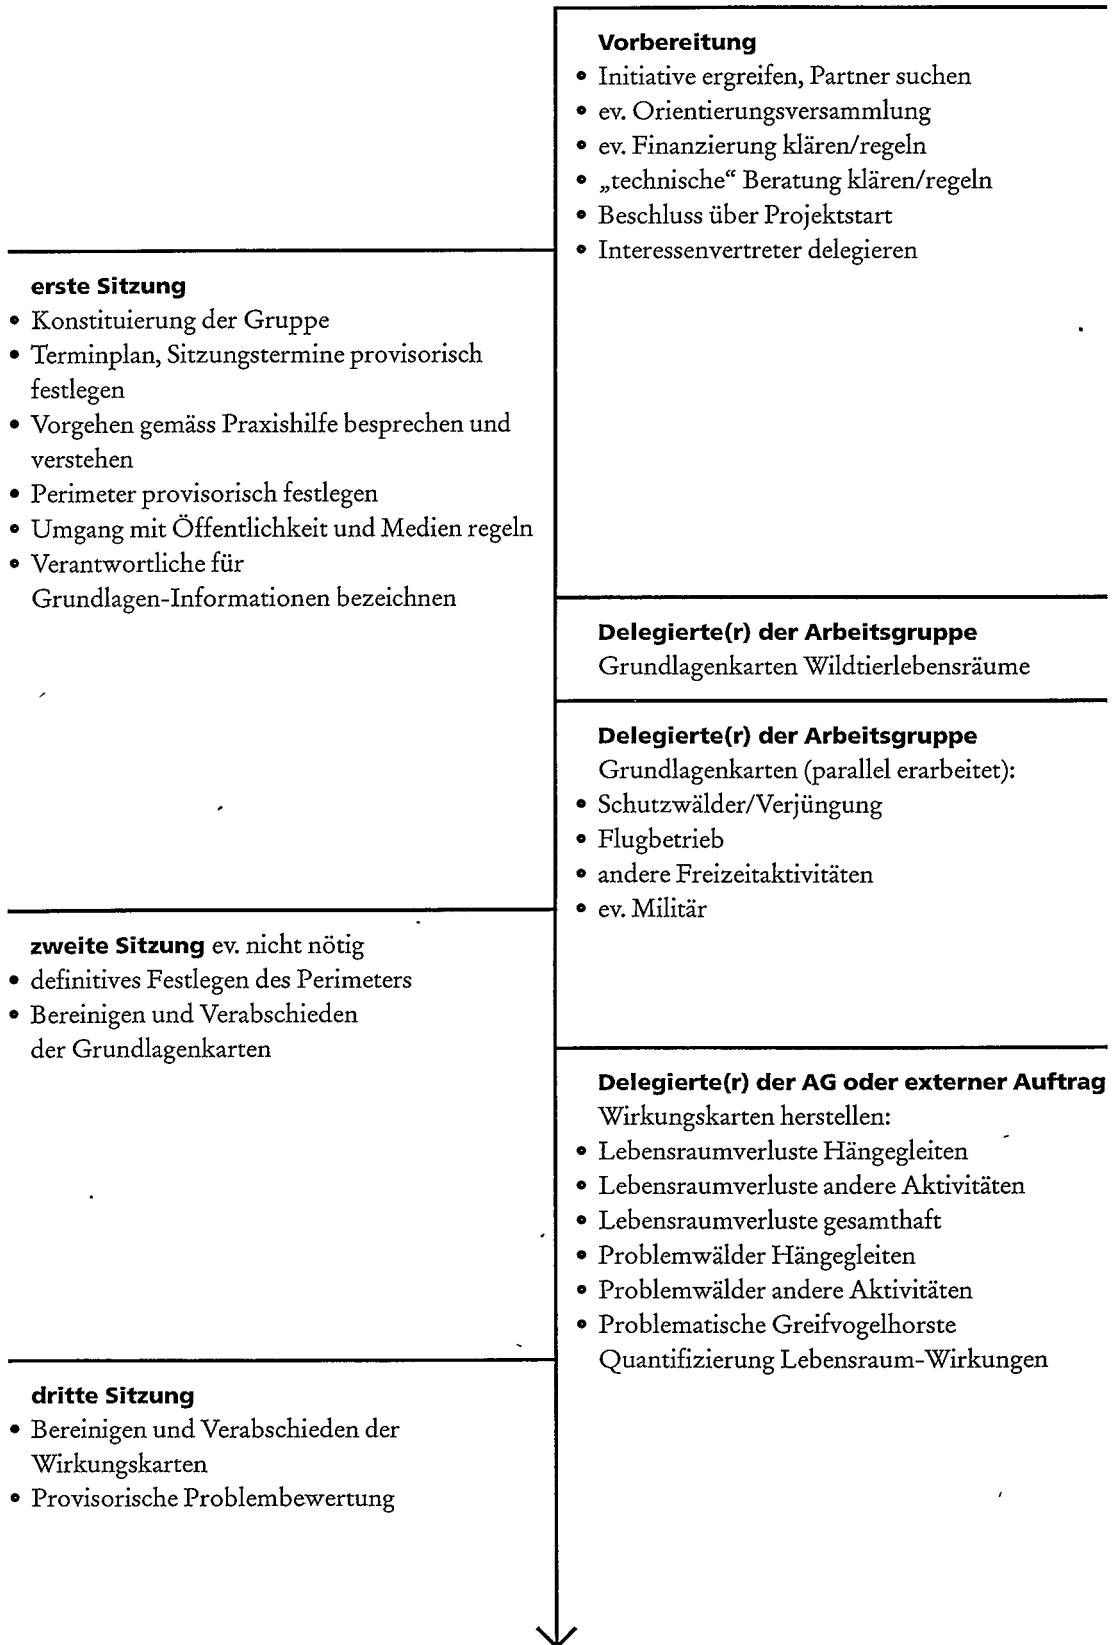 Vorbereitung
• Initiative ergreifen, Partner suchen
• ev. Orientierungsversammlung
• ev. Finanzierung klären/regeln
• „technische“ Beratung klären/regeln
• Beschluss über Projektstart
• Interessenvertreter delegieren
erste Sitzung
• Konstituierung der Gruppe
• Terminplan, Sitzungstermine provisorisch
festlegen
• Vorgehen gemäss Praxishilfe besprechen und
verstehen
• Perimeter provisorisch festlegen
• Umgang mit Öffentlichkeit und Medien regeln
• Verantwortliche für
Grundlagen-Informationen bezeichnen
Delegierte(r) der Arbeitsgruppe
Grundlagenkarten Wildtierlebensräume
Delegierte(r) der Arbeitsgruppe
Grundlagenkarten (parallel erarbeitet):
• Schutzwälder/Verjüngung
• Flugbetrieb
• andere Freizeitaktivitäten
• ev. Militär
zweite Sitzung ev. nicht nötig
• definitives Festlegen des Perimeters
• Bereinigen und Verabschieden
der Grundlagenkarten
Delegierte(r) der AG oder externer Auftrag
Wirkungskarten herstellen:
• Lebensraumverluste Hängegleiten
• Lebensraumverluste andere Aktivitäten
• Lebensraumverluste gesamthaft
• Problemwälder Hängegleiten
• Problemwälder andere Aktivitäten
• Problematische Greifvogelhorste
Quantifizierung Lebensraum-Wirkungen
dritte Sitzung
• Bereinigen und Verabschieden der
Wirkungskarten
• Provisorische Problembewertung